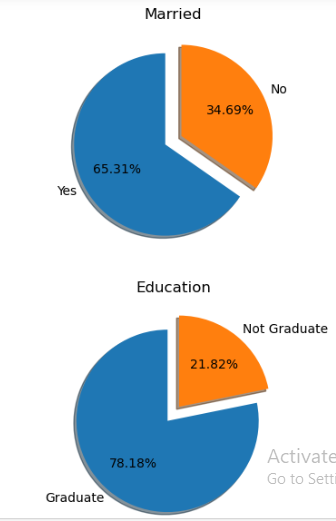 Married
No
34.69%
65.31%
Yes
Education
Not Graduate
21.82%
78.18%
Graduate
Activate
Go to Setti